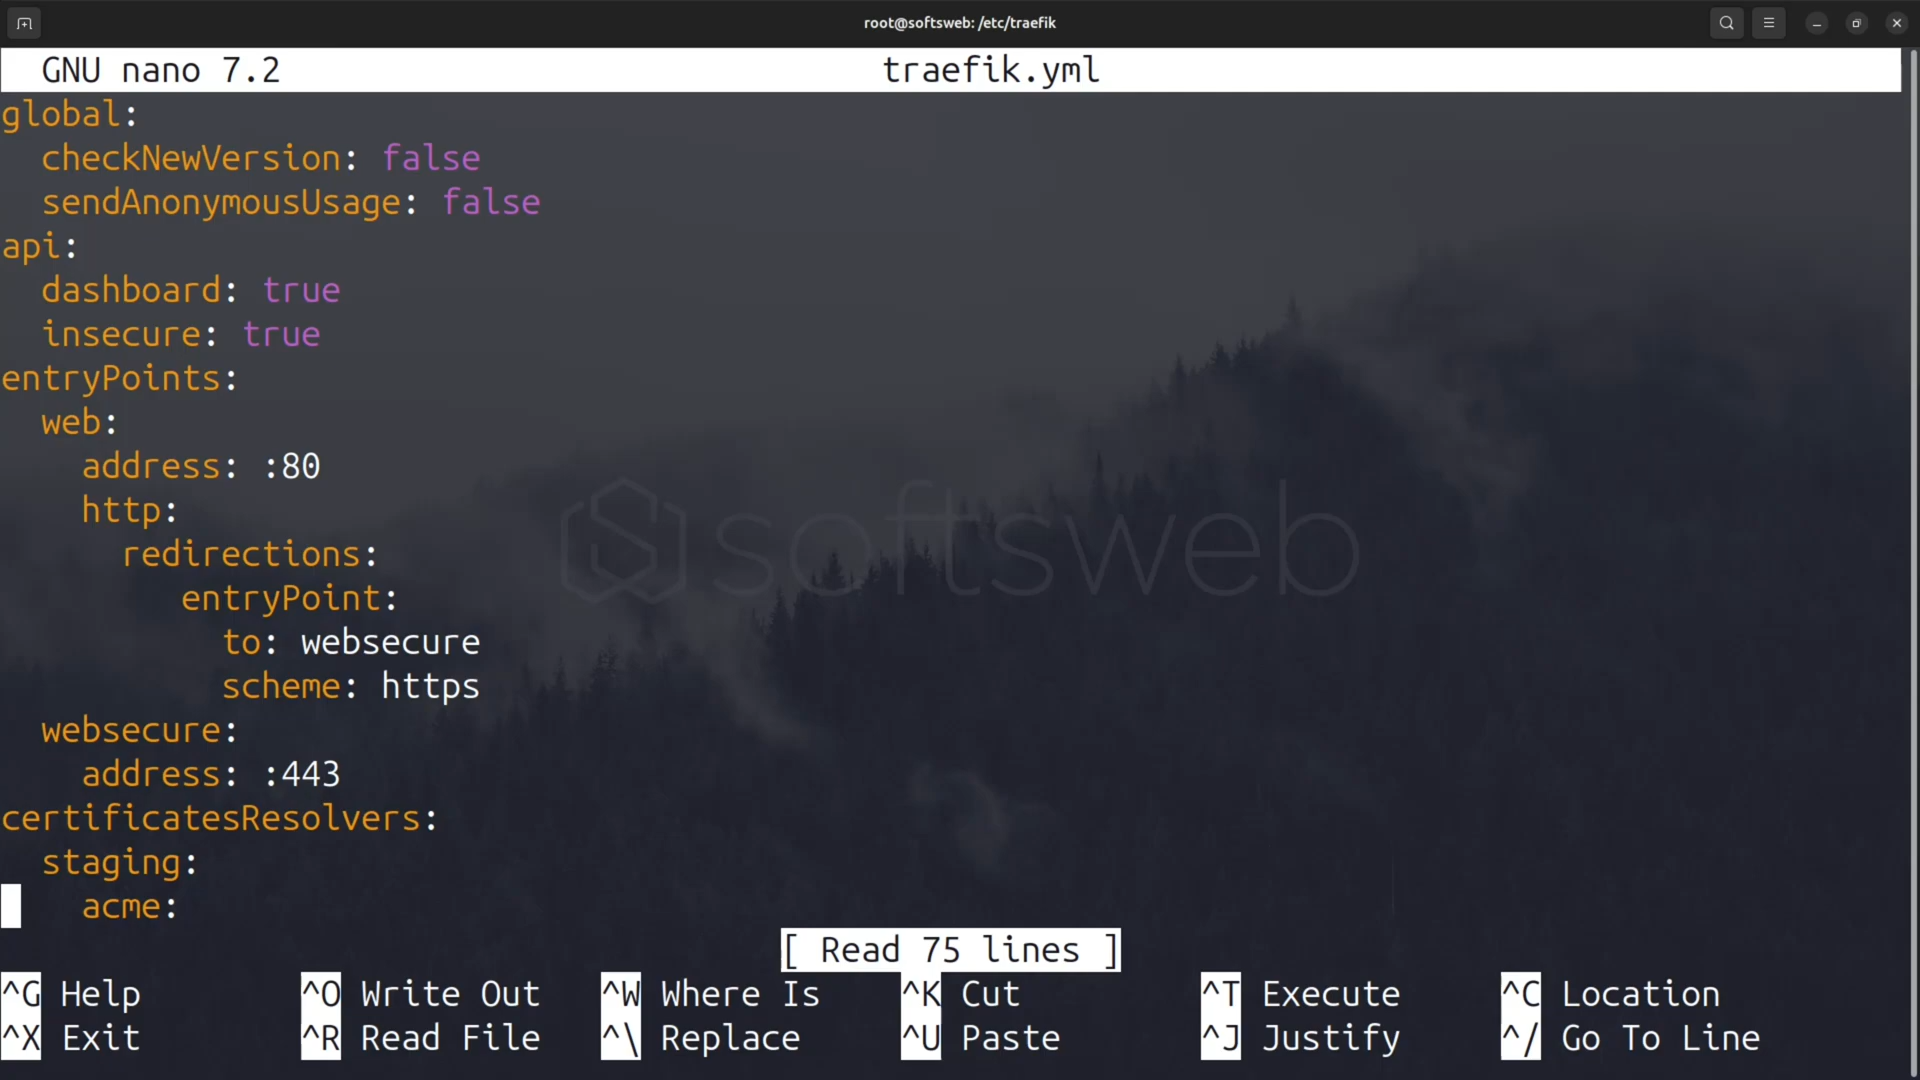 root@softsweb: /etc/traefik
GNU nano 7.2 traefik.yml
global:
  checkNewVersion: false
  sendAnonymousUsage: false
api:
  dashboard: true
  insecure: true
entryPoints:
  web:
    address: :80
    http:
      redirections:
         entryPoint:
           to: websecure
           scheme: https
  websecure:
    address: :443
certificatesResolvers:
  staging:
    acme:
softsweb
[ Read 75 lines ]
^G Help ^O Write Out ^W Where Is ^K Cut ^T Execute ^C Location
^X Exit ^R Read File ^\ Replace ^U Paste ^J Justify ^/ Go To Line